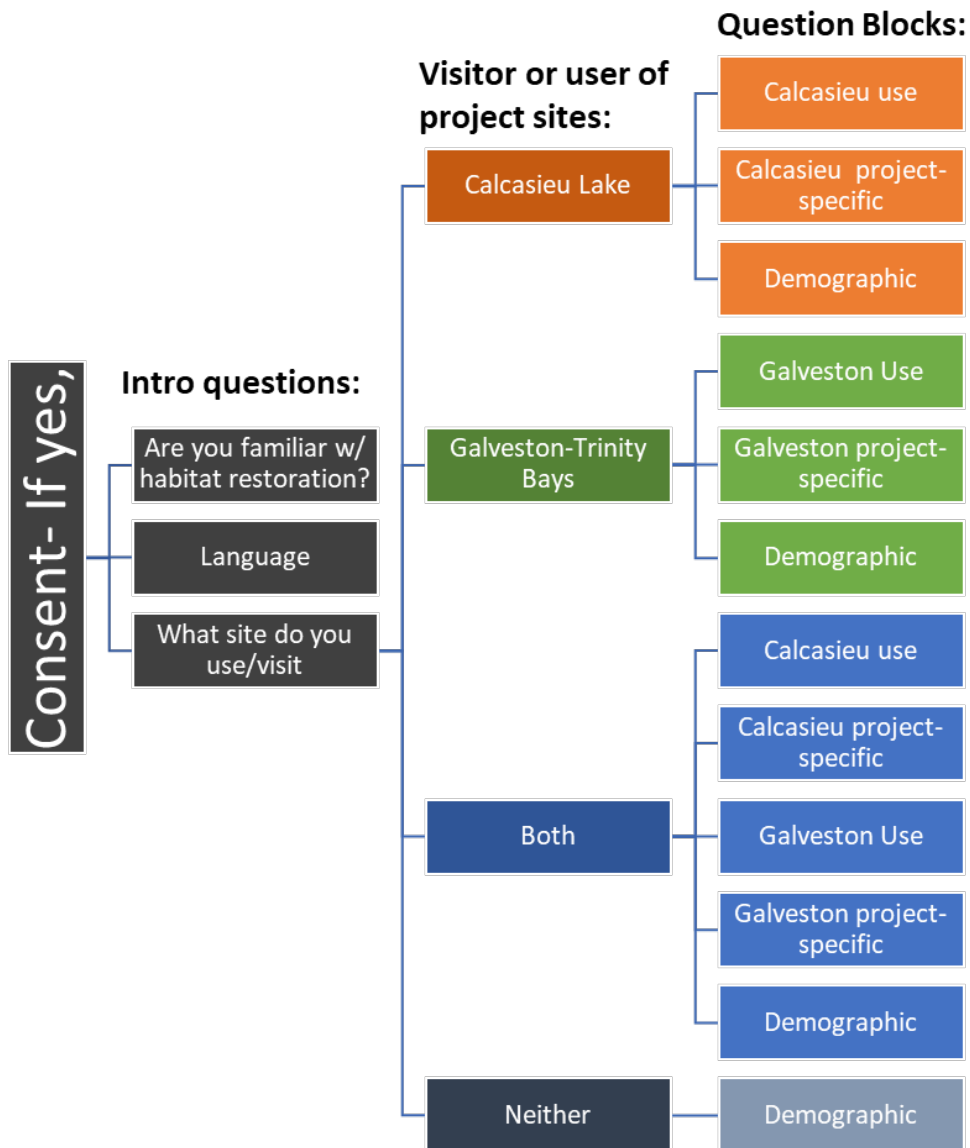 Consent- If yes,
Intro questions:
Are you familiar w/
habitat restoration?
Language
What site do you
use/visit
Visitor or user of
project sites:
Calcasieu Lake
Galveston-Trinity
Bays
Both
Neither
Question Blocks:
Calcasieu use
Calcasieu project-
specific
Demographic
Galveston Use
Galveston project-
specific
Demographic
Calcasieu use
Calcasieu project-
specific
Galveston Use
Galveston project-
specific
Demographic
Demographic